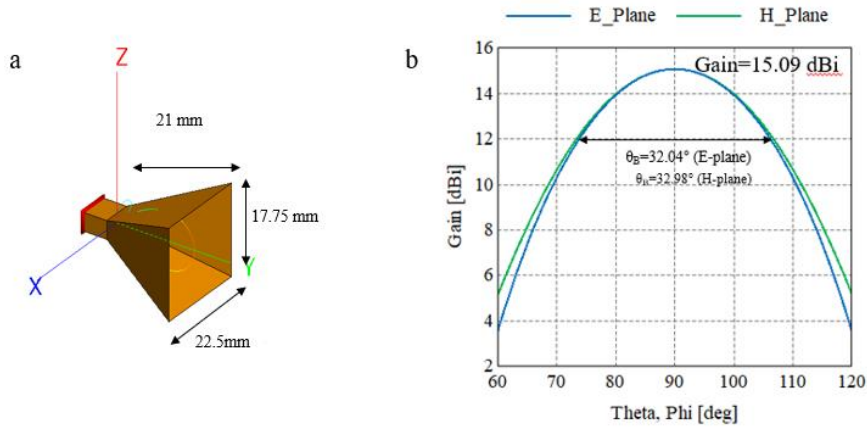 E_Plane H_Plane
a
b
Z
21 mm
17.75 mm
X
Y
22.5mm
Gain=15.09 dBi
θB=32.04° (E-plane)
θB=32.98° (H-plane)
Gain [dBi]
16
14
12
10
8
6
4
2
60 70 80 90 100 110 120
Theta, Phi [deg]